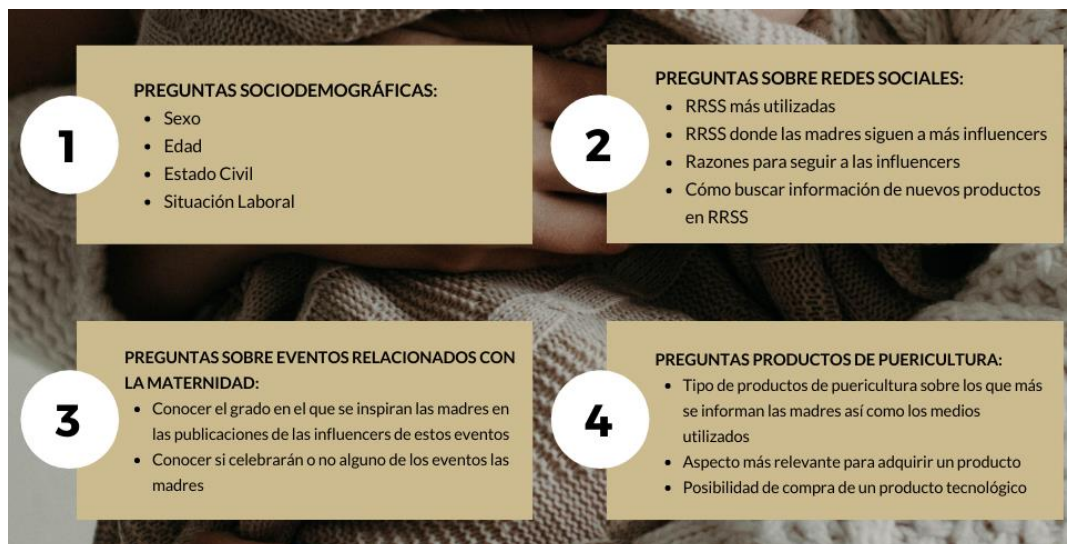 1
PREGUNTAS SOCIODEMOGRÁFICAS:
• Sexo
• Edad
• Estado Civil
• Situación Laboral
2
PREGUNTAS SOBRE REDES SOCIALES:
• RRSS más utilizadas
• RRSS donde las madres siguen a más influencers
• Razones para seguir a las influencers
• Cómo buscar información de nuevos productos
en RRSS
3
PREGUNTAS SOBRE EVENTOS RELACIONADOS CON
LA MATERNIDAD:
• Conocer el grado en el que se inspiran las madres en
las publicaciones de las influencers de estos eventos
• Conocer si celebrarán o no alguno de los eventos las
madres
4
PREGUNTAS PRODUCTOS DE PUERICULTURA:
• Tipo de productos de puericultura sobre los que más
se informan las madres así como los medios
utilizados
• Aspecto más relevante para adquirir un producto
• Posibilidad de compra de un producto tecnológico